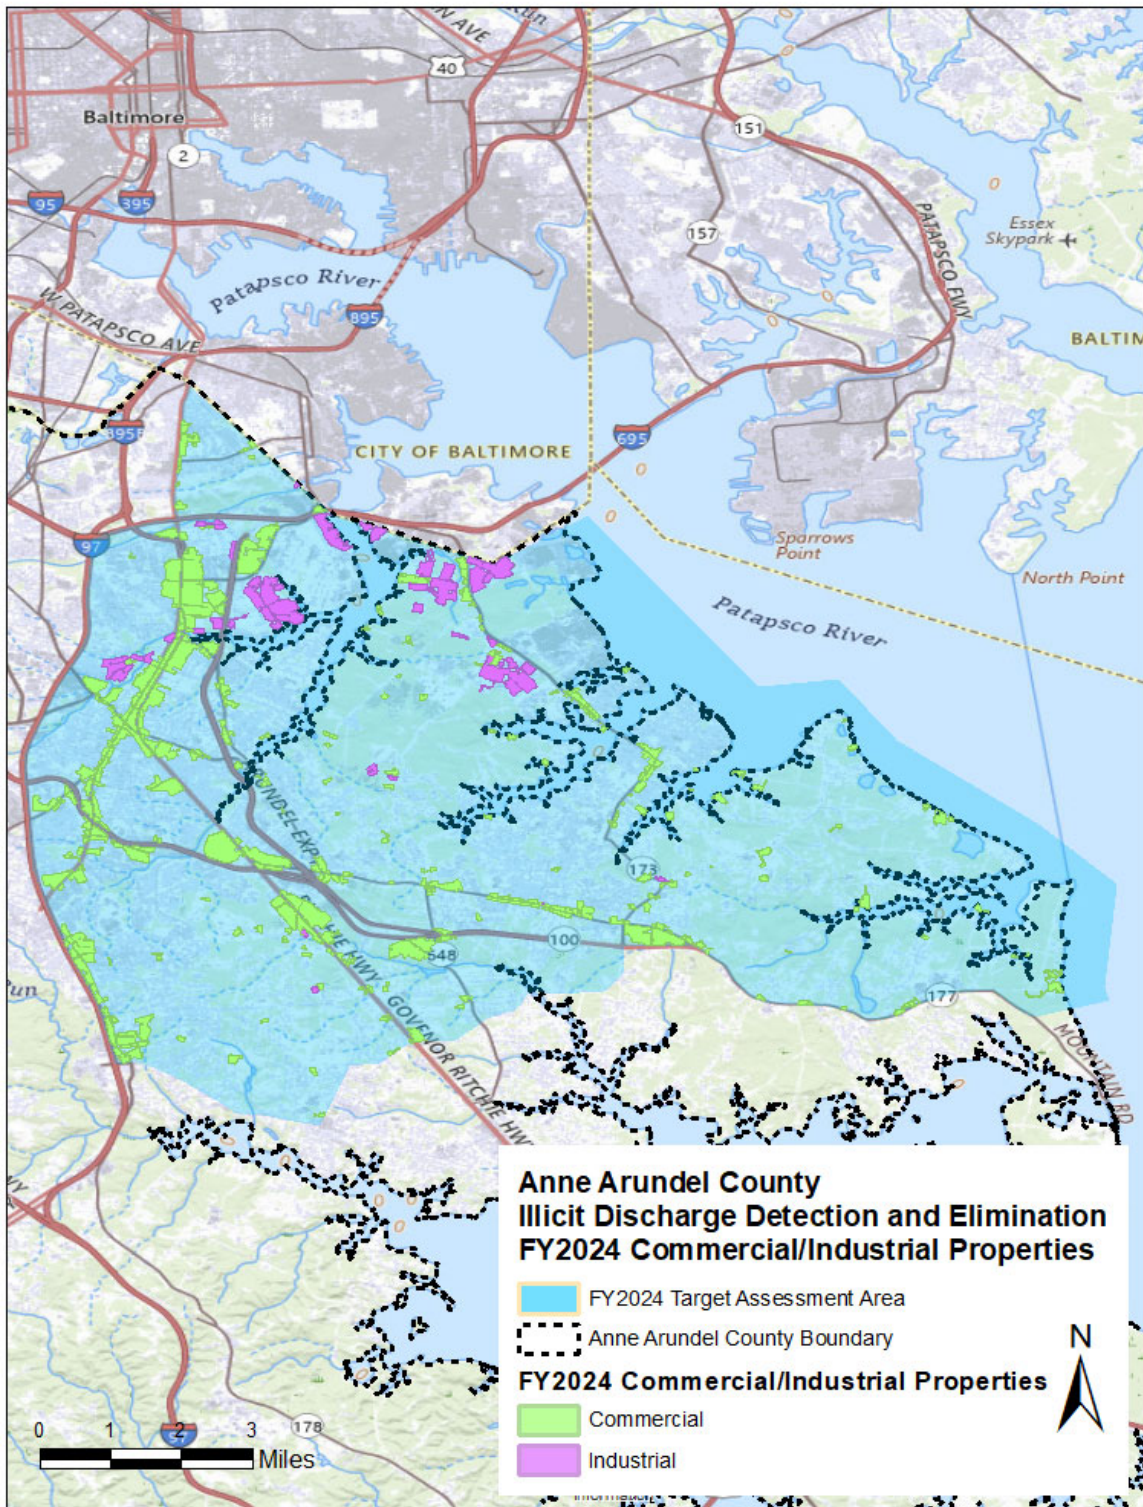 40
Baltimore
2
151
95
395
Essex
Skypark
157
PATAPSCO FWY
Patapsco River
W PATAPSCO AVE
895
BALTIM
695
CITY OF BALTIMORE
97
Sparrows
Point
North Point
Patapsco River
173
100
648
177
GOVENOR RITCHIE HWY
MOUNTAIN RD
178
Anne Arundel County
Illicit Discharge Detection and Elimination
FY2024 Commercial/Industrial Properties
FY2024 Target Assessment Area
Anne Arundel County Boundary
N
FY2024 Commercial/Industrial Properties
Commercial
Industrial
0 1 2 3
Miles